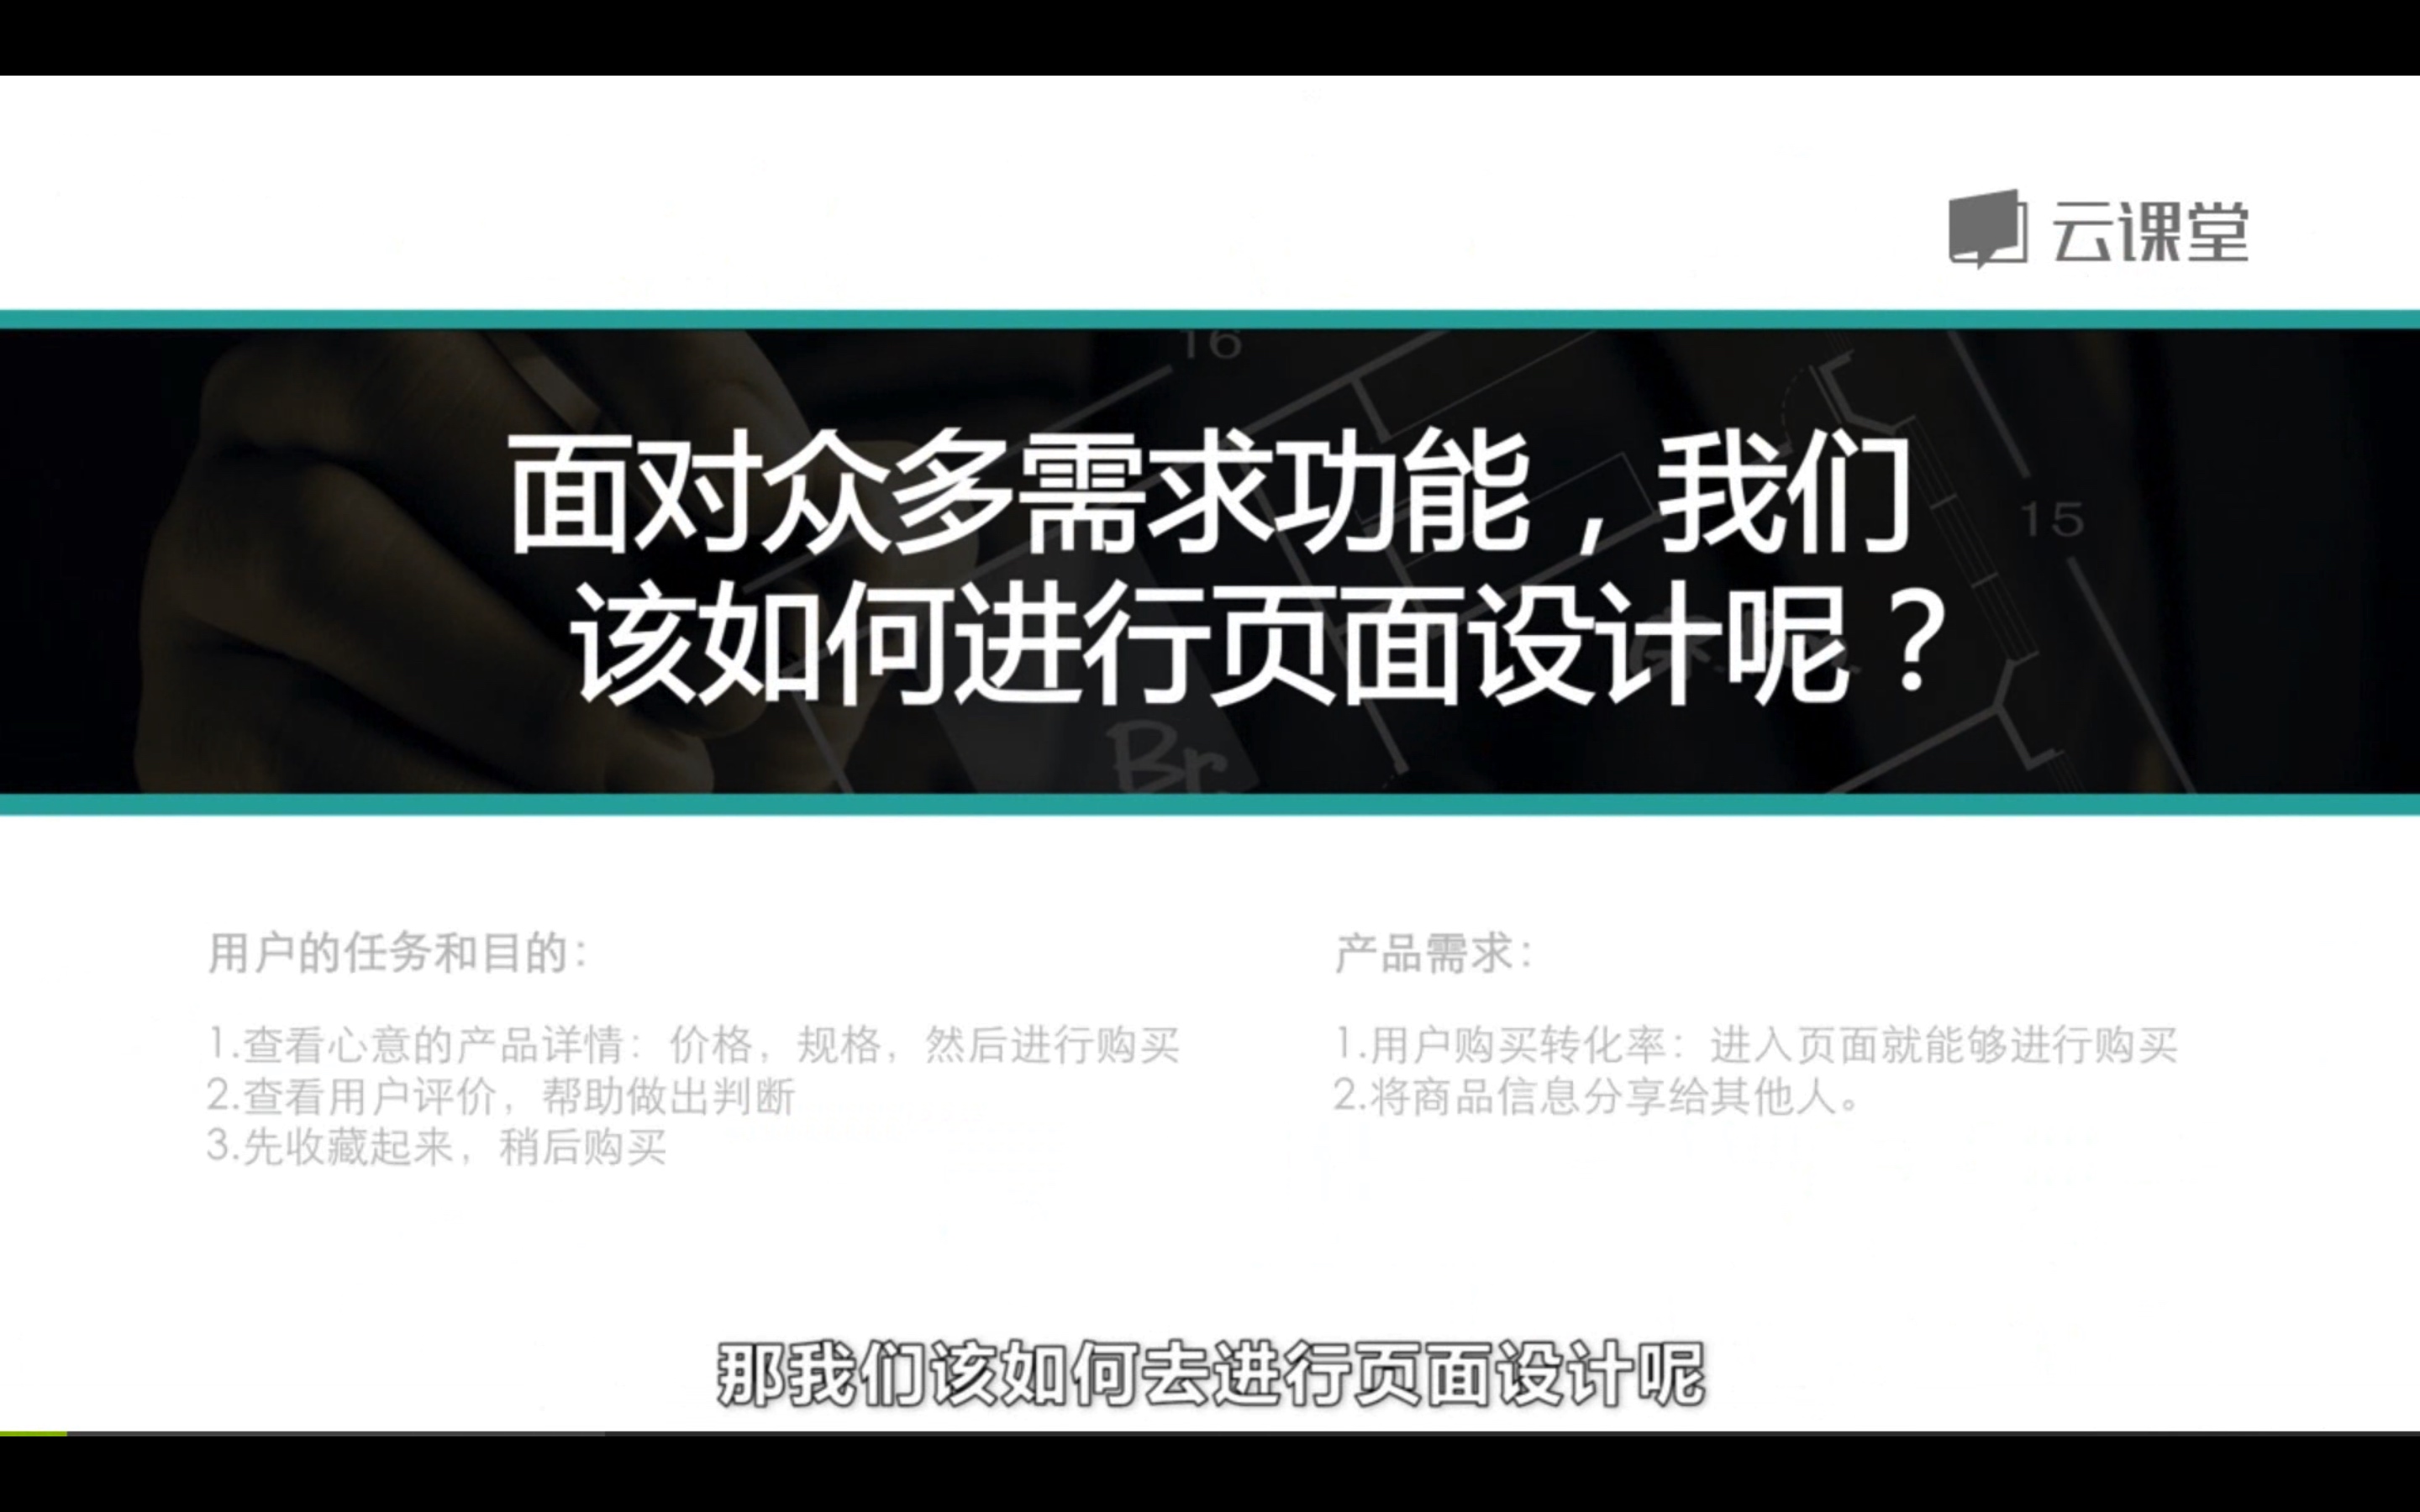 云课堂
16
面对众多需求功能，我们
15
该如何进行页面设计呢？
Br
用户的任务和目的：
1.查看心意的产品详情：价格，规格，然后进行购买
2.查看用户评价，帮助做出判断
3.先收藏起来，稍后购买
产品需求：
1.用户购买转化率：进入页面就能够进行购买
2.将商品信息分享给其他人。
那我们该如何去进行页面设计呢